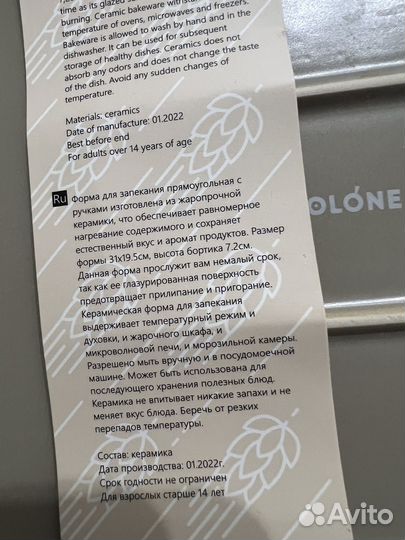 time as its glazed
burning. Ceramic bakeware withst
temperature of ovens, microwaves and freezers.
Bakeware is allowed to wash by hand and in the
dishwasher. It can be used for subsequent
storage of healthy dishes. Ceramics does not
absorb any odors and does not change the taste
of the dish. Avoid any sudden changes of
temperature.
Materials: ceramics
Date of manufacture: 01.2022
Best before end
For adults over 14 years of age
OLÓNE
Ru Форма для запекания прямоугольная с
ручками изготовлена из жаропрочной
керамики, что обеспечивает равномерное
нагревание содержимого и сохраняет
естественный вкус и аромат продуктов. Размер
формы 31х19.5см, высота бортика 7.2см.
Данная форма прослужит вам немалый срок,
так как ее глазурированная поверхность
предотвращает прилипание и пригорание.
Керамическая форма для запекания
выдерживает температурный режим и
духовки, и жарочного шкафа, и
микроволновой печи, и морозильной камеры.
Разрешено мыть вручную и в посудомоечной
машине. Может быть использована для
последующего хранения полезных блюд.
Керамика не впитывает никакие запахи и не
меняет вкус блюда. Беречь от резких
перепадов температуры.
Состав: керамика
Дата производства: 01.2022г.
Срок годности не ограничен
Для взрослых старше 14 лет
Avito